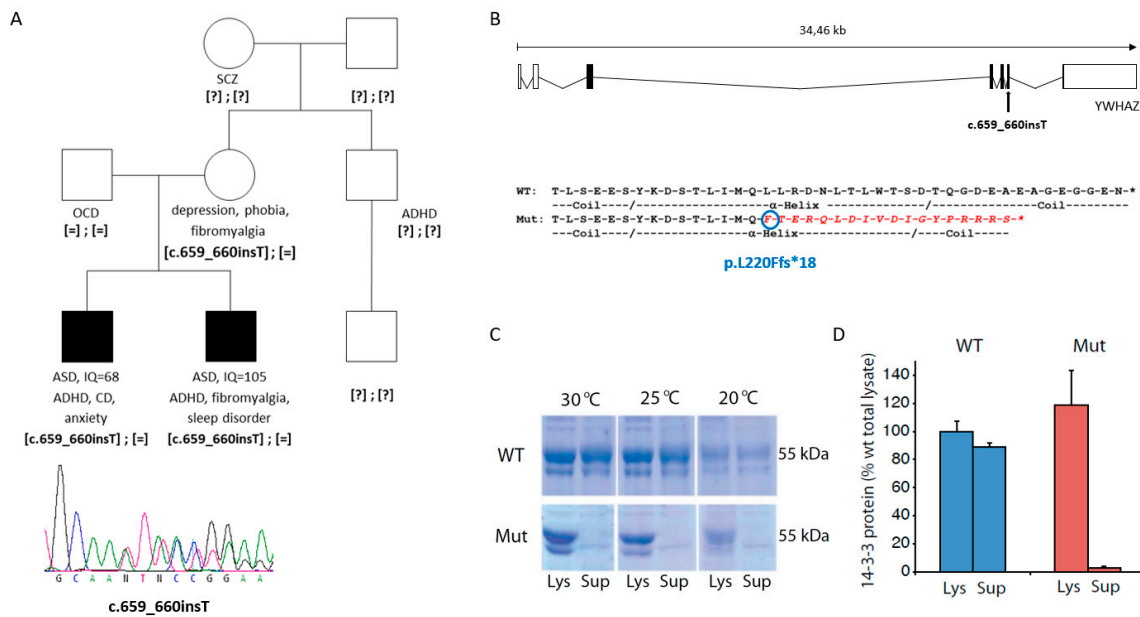 A
SCZ
[?] ; [?]
[?] ; [?]
OCD
[=] ; [=]
depression, phobia,
fibromyalgia
[c.659_660insT] ; [=]
ADHD
[?] ; [?]
ASD, IQ=68
ADHD, CD,
anxiety
[c.659_660insT] ; [=]
ASD, IQ=105
ADHD, fibromyalgia,
sleep disorder
[c.659_660insT] ; [=]
[?] ; [?]
G C A A N T N C C G G A A
c.659_660insT
B
34,46 kb
YWHAZ
c.659_660insT
WT: T-L-S-E-E-S-Y-K-D-S-T-L-I-M-Q-L-L-R-D-N-L-T-L-W-T-S-D-T-Q-G-D-E-A-E-A-G-E-G-G-E-N-*
----Coil----/-----------------α-Helix -----------------/-----------Coil-----------
Mut: T-L-S-E-E-S-Y-K-D-S-T-L-I-M-Q-F-T-E-R-Q-L-D-I-V-D-I-G-Y-P-R-R-R-S-*
----Coil----/---------------α-Helix----------------/-------Coil--------
p.L220Ffs*18
C
30 °C 25 °C 20 °C
WT 55 kDa
Mut 55 kDa
Lys Sup Lys Sup Lys Sup
D
WT Mut
14-3-3 protein (% wt total lysate)
140
120
100
80
60
40
20
0
Lys Sup Lys Sup